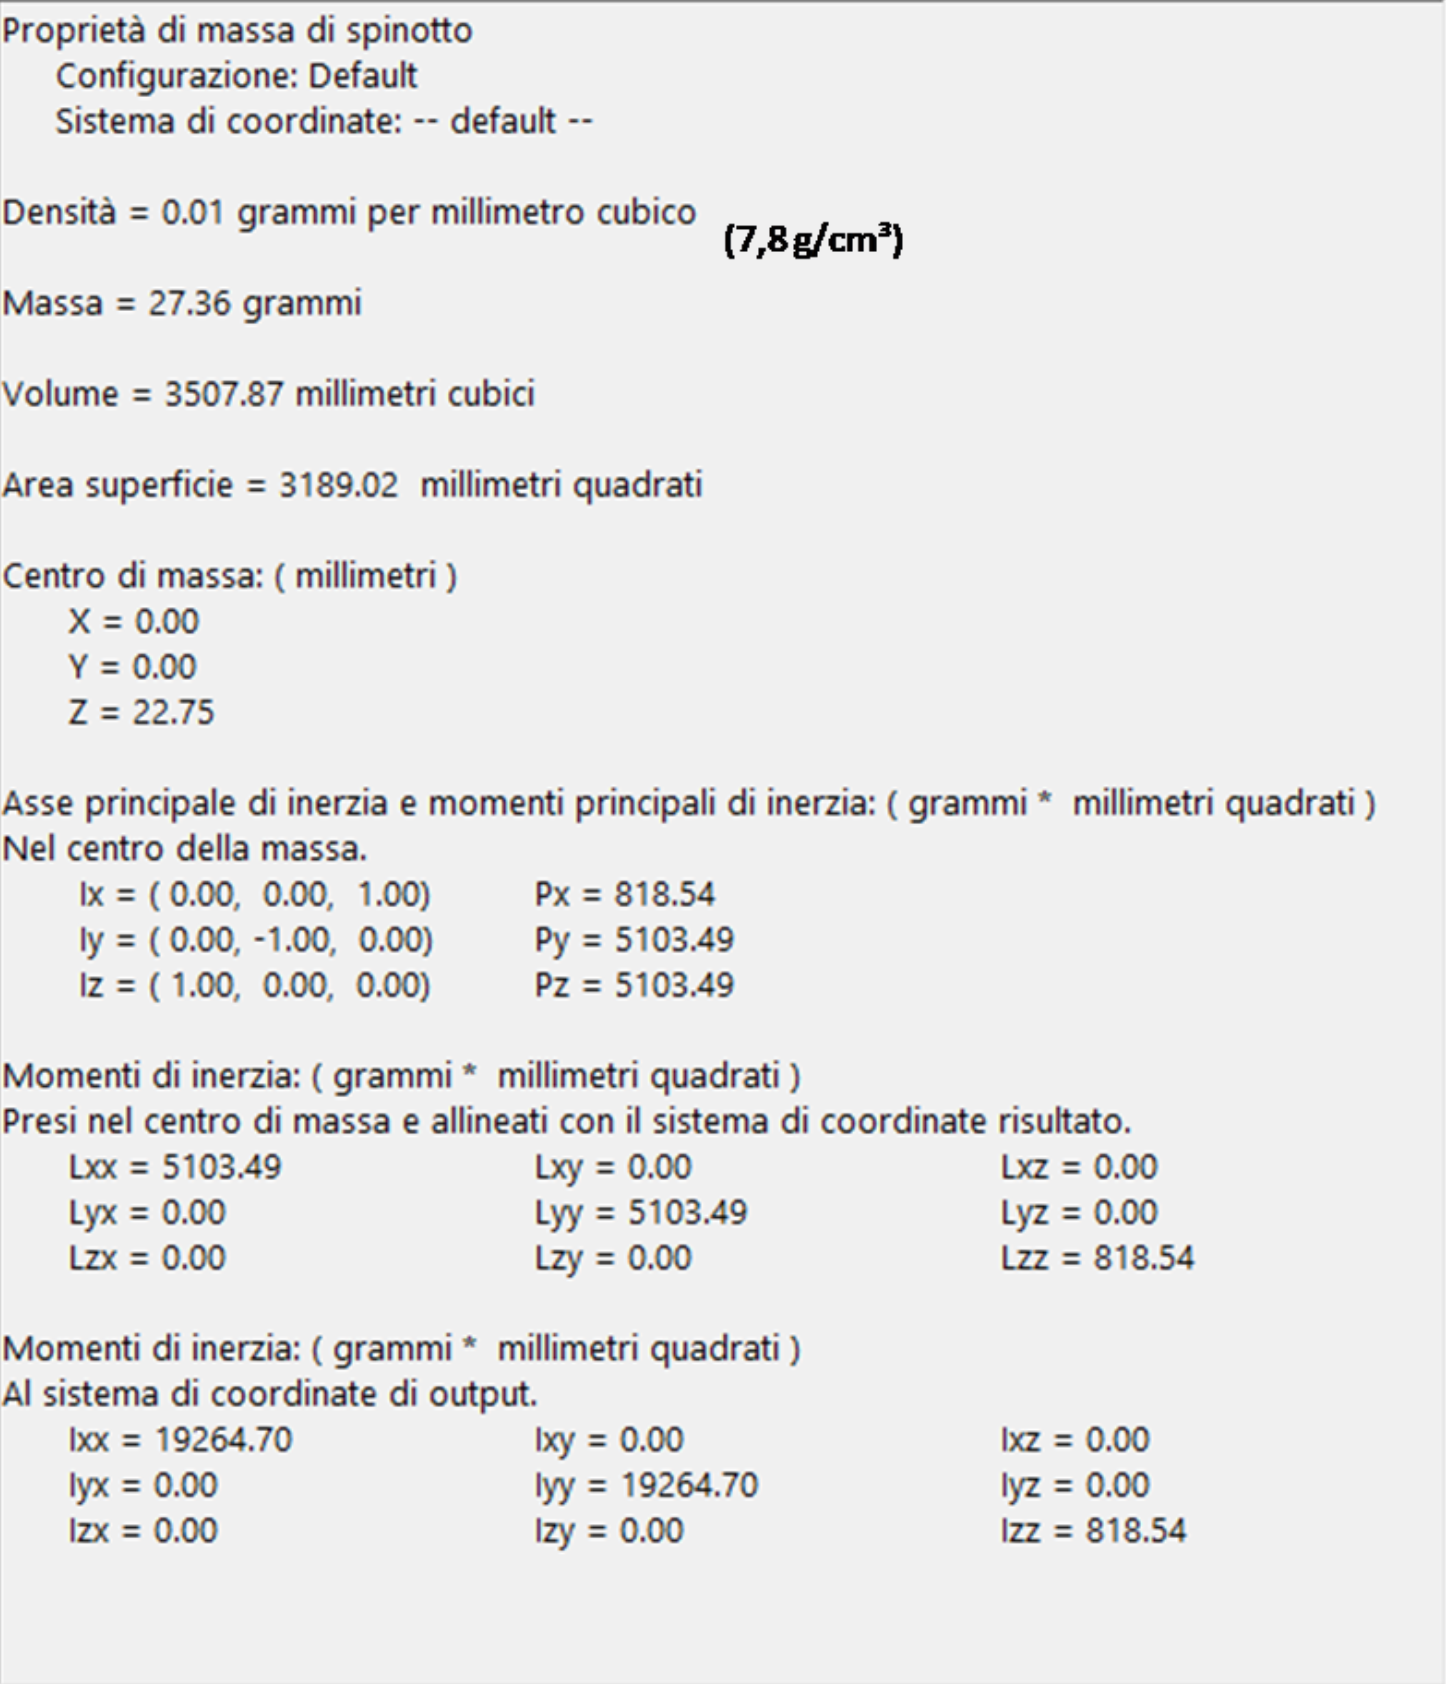 Proprietà di massa di spinotto
Configurazione: Default
Sistema di coordinate: -- default --
Densità = 0.01 grammi per millimetro cubico
(7,8 g/cm³)
Massa = 27.36 grammi
Volume = 3507.87 millimetri cubici
Area superficie = 3189.02 millimetri quadrati
Centro di massa: ( millimetri )
X = 0.00
Y = 0.00
Z = 22.75
Asse principale di inerzia e momenti principali di inerzia: ( grammi * millimetri quadrati )
Nel centro della massa.
Ix = ( 0.00, 0.00, 1.00) Px = 818.54
Iy = ( 0.00, -1.00, 0.00) Py = 5103.49
Iz = ( 1.00, 0.00, 0.00) Pz = 5103.49
Momenti di inerzia: ( grammi * millimetri quadrati )
Presi nel centro di massa e allineati con il sistema di coordinate risultato.
Lxx = 5103.49 Lxy = 0.00 Lxz = 0.00
Lyx = 0.00 Lyy = 5103.49 Lyz = 0.00
Lzx = 0.00 Lzy = 0.00 Lzz = 818.54
Momenti di inerzia: ( grammi * millimetri quadrati )
Al sistema di coordinate di output.
Ixx = 19264.70 Ixy = 0.00 Ixz = 0.00
Iyx = 0.00 Iyy = 19264.70 Iyz = 0.00
Izx = 0.00 Izy = 0.00 Izz = 818.54